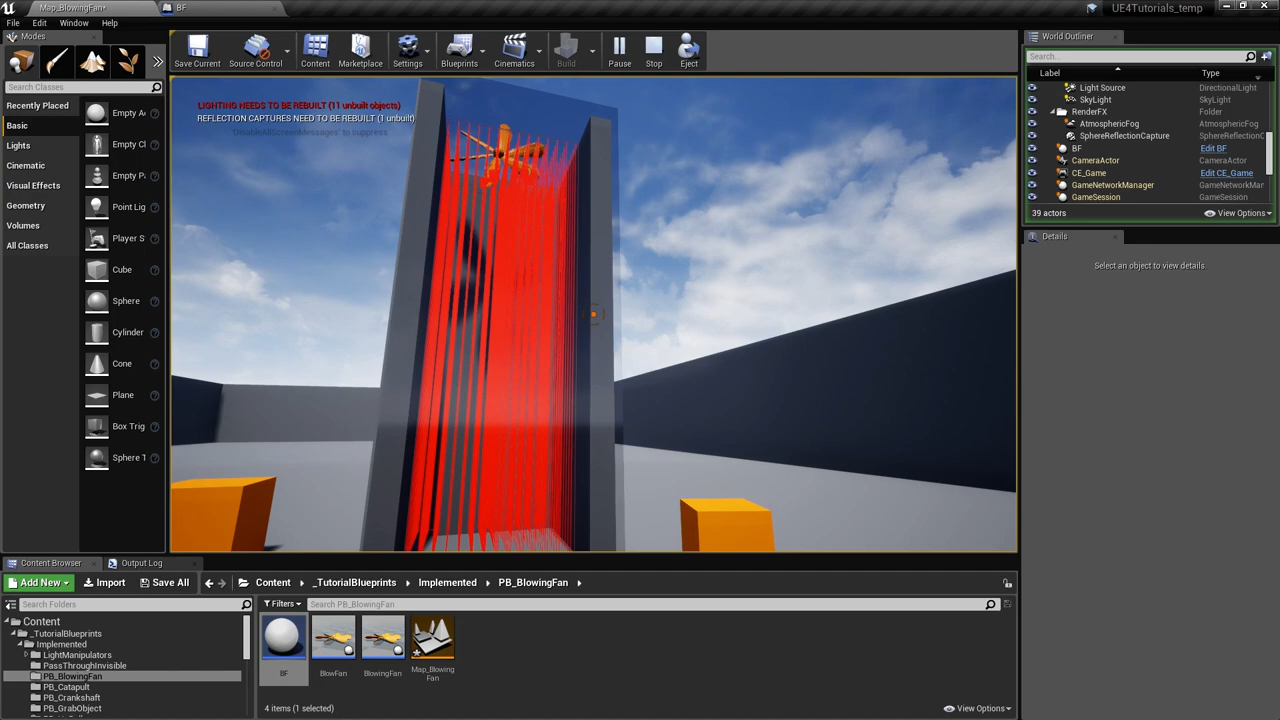 Map_BlowingFan*
BF
UE4Tutorials_temp
File Edit Window Help
Modes
Save Current
Source Control
Content
Marketplace
Settings
Blueprints
Cinematics
Build
Pause
Stop
Eject
Search Classes
Recently Placed
Basic
Lights
Cinematic
Visual Effects
Geometry
Volumes
All Classes
Empty A
Empty Cl
Empty P
Point Lig
Player S
Cube
Sphere
Cylinder
Cone
Plane
Box Trig
Sphere T
LIGHTING NEEDS TO BE REBUILT (11 unbuilt objects)
REFLECTION CAPTURES NEED TO BE REBUILT (1 unbuilt)
'DisableAllScreenMessages' to suppress
World Outliner
Search...
Label Type
Light Source DirectionalLight
SkyLight SkyLight
RenderFX Folder
AtmosphericFog AtmosphericFog
SphereReflectionCapture SphereReflectionC
BF Edit BF
CameraActor CameraActor
CE_Game Edit CE_Game
GameNetworkManager GameNetworkMan
GameSession GameSession
39 actors View Options
Details
Select an object to view details
Content Browser
Output Log
Add New Import Save All Content _TutorialBlueprints Implemented PB_BlowingFan
Search Folders
Filters Search PB_BlowingFan
Content
_TutorialBlueprints
Implemented
LightManipulators
PassThroughInvisible
PB_BlowingFan
PB_Catapult
PB_Crankshaft
PB_GrabObject
BF
BlowFan
BlowingFan
Map_Blowing
Fan
4 items (1 selected) View Options